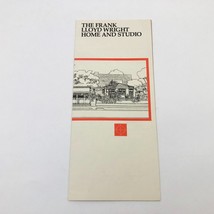 THE FRANK
LLOYD WRIGHT
HOME AND STUDIO